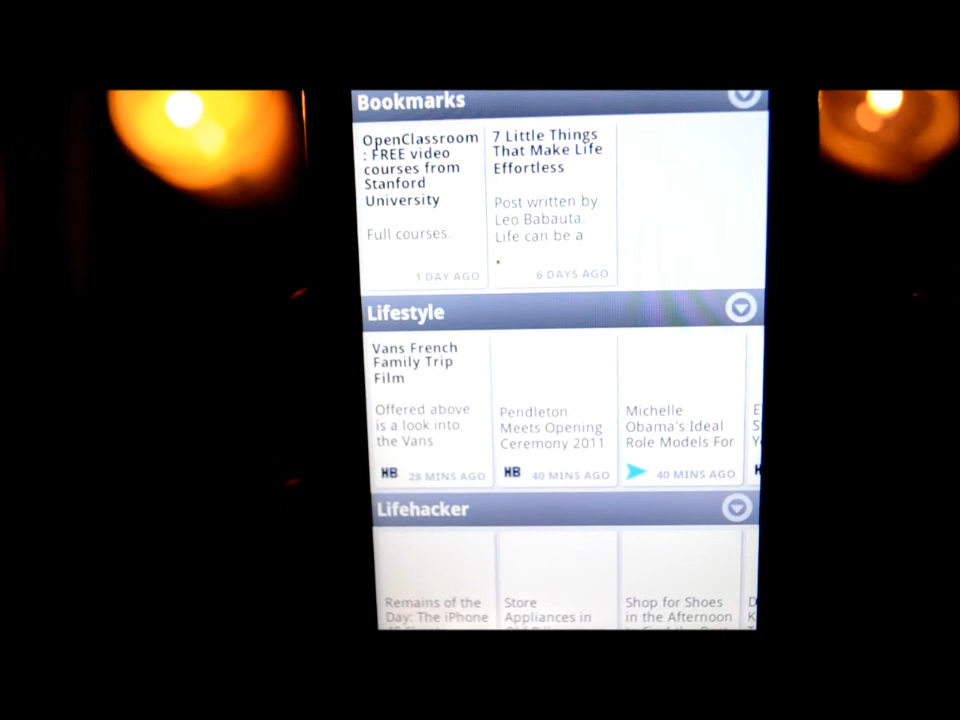 Bookmarks
OpenClassroom
: FREE video
courses from
Stanford
University
Full courses.
1 DAY AGO
7 Little Things
That Make Life
Effortless
Post written by
Leo Babauta.
Life can be a
6 DAYS AGO
Lifestyle
Vans French
Family Trip
Film
Offered above
is a look into
the Vans
HB 28 MINS AGO
Pendleton
Meets Opening
Ceremony 2011
HB 40 MINS AGO
Michelle
Obama's Ideal
Role Models For
40 MINS AGO
Lifehacker
Remains of the
Day: The iPhone
Store
Appliances in
Shop for Shoes
in the Afternoon